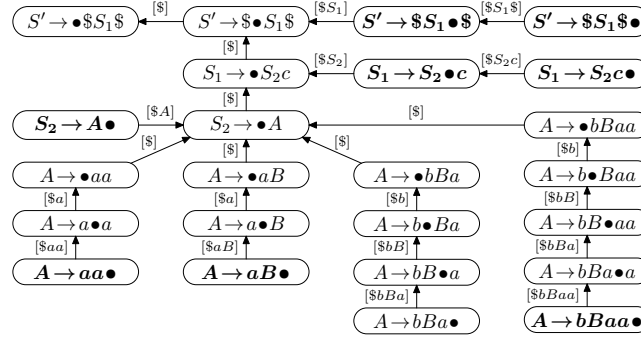 S′ → ●$S₁$ [$] S′ → $●S₁$ [$S₁] S′ → $S₁●$ [$S₁$] S′ → $S₁$●
[$]
S₁ → ●S₂c [$S₂] S₁ → S₂●c [$S₂c] S₁ → S₂c●
[$]
S₂ → A● [$A] S₂ → ●A [$] A → ●bBaa
[$] [$] [$] [$b]
A → ●aa A → ●aB A → ●bBa A → b●Baa
[$a] [$a] [$b] [$bB]
A → a●a A → a●B A → b●Ba A → bB●aa
[$aa] [$aB] [$bB] [$bBa]
A → aa● A → aB● A → bB●a A → bBa●a
[$bBa] [$bBaa]
A → bBa● A → bBaa●